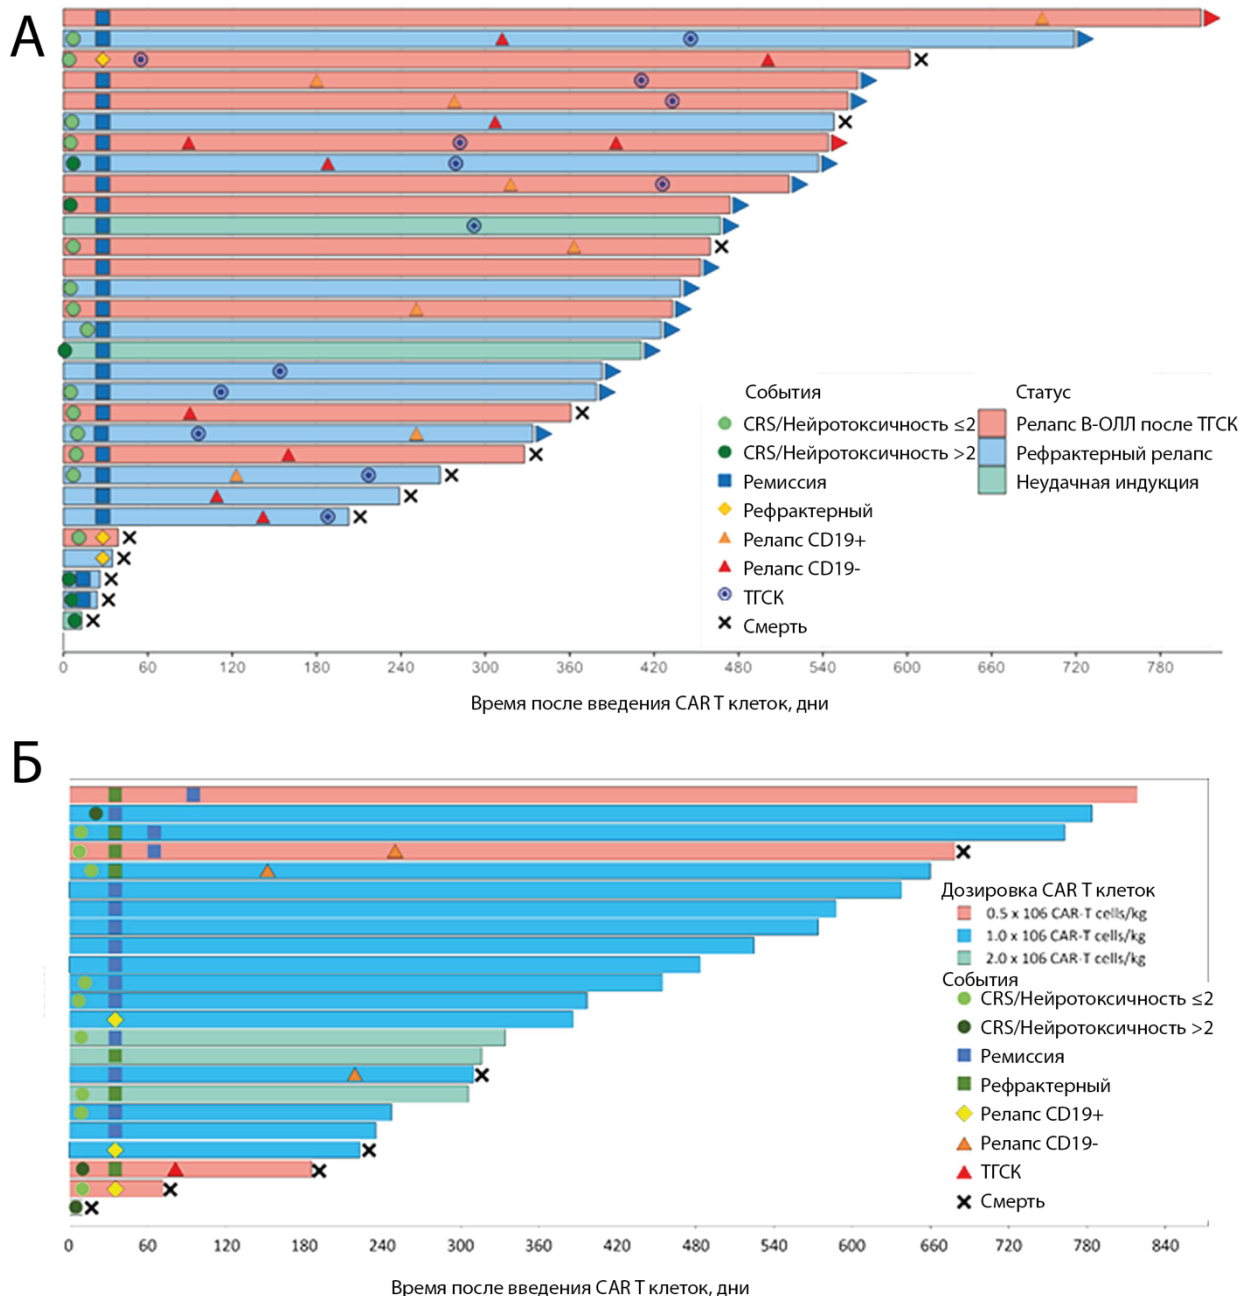 А
События
CRS/Нейротоксичность ≤2
CRS/Нейротоксичность >2
Ремиссия
Рефрактерный
Релапс CD19+
Релапс CD19-
ТГСК
Смерть
Статус
Релапс В-ОЛЛ после ТГСК
Рефрактерный релапс
Неудачная индукция
0 60 120 180 240 300 360 420 480 540 600 660 720 780
Время после введения CAR T клеток, дни
Б
Дозировка CAR T клеток
0.5 x 106 CAR-T cells/kg
1.0 x 106 CAR-T cells/kg
2.0 x 106 CAR-T cells/kg
События
CRS/Нейротоксичность ≤2
CRS/Нейротоксичность >2
Ремиссия
Рефрактерный
Релапс CD19+
Релапс CD19-
ТГСК
Смерть
0 60 120 180 240 300 360 420 480 540 600 660 720 780 840
Время после введения CAR T клеток, дни